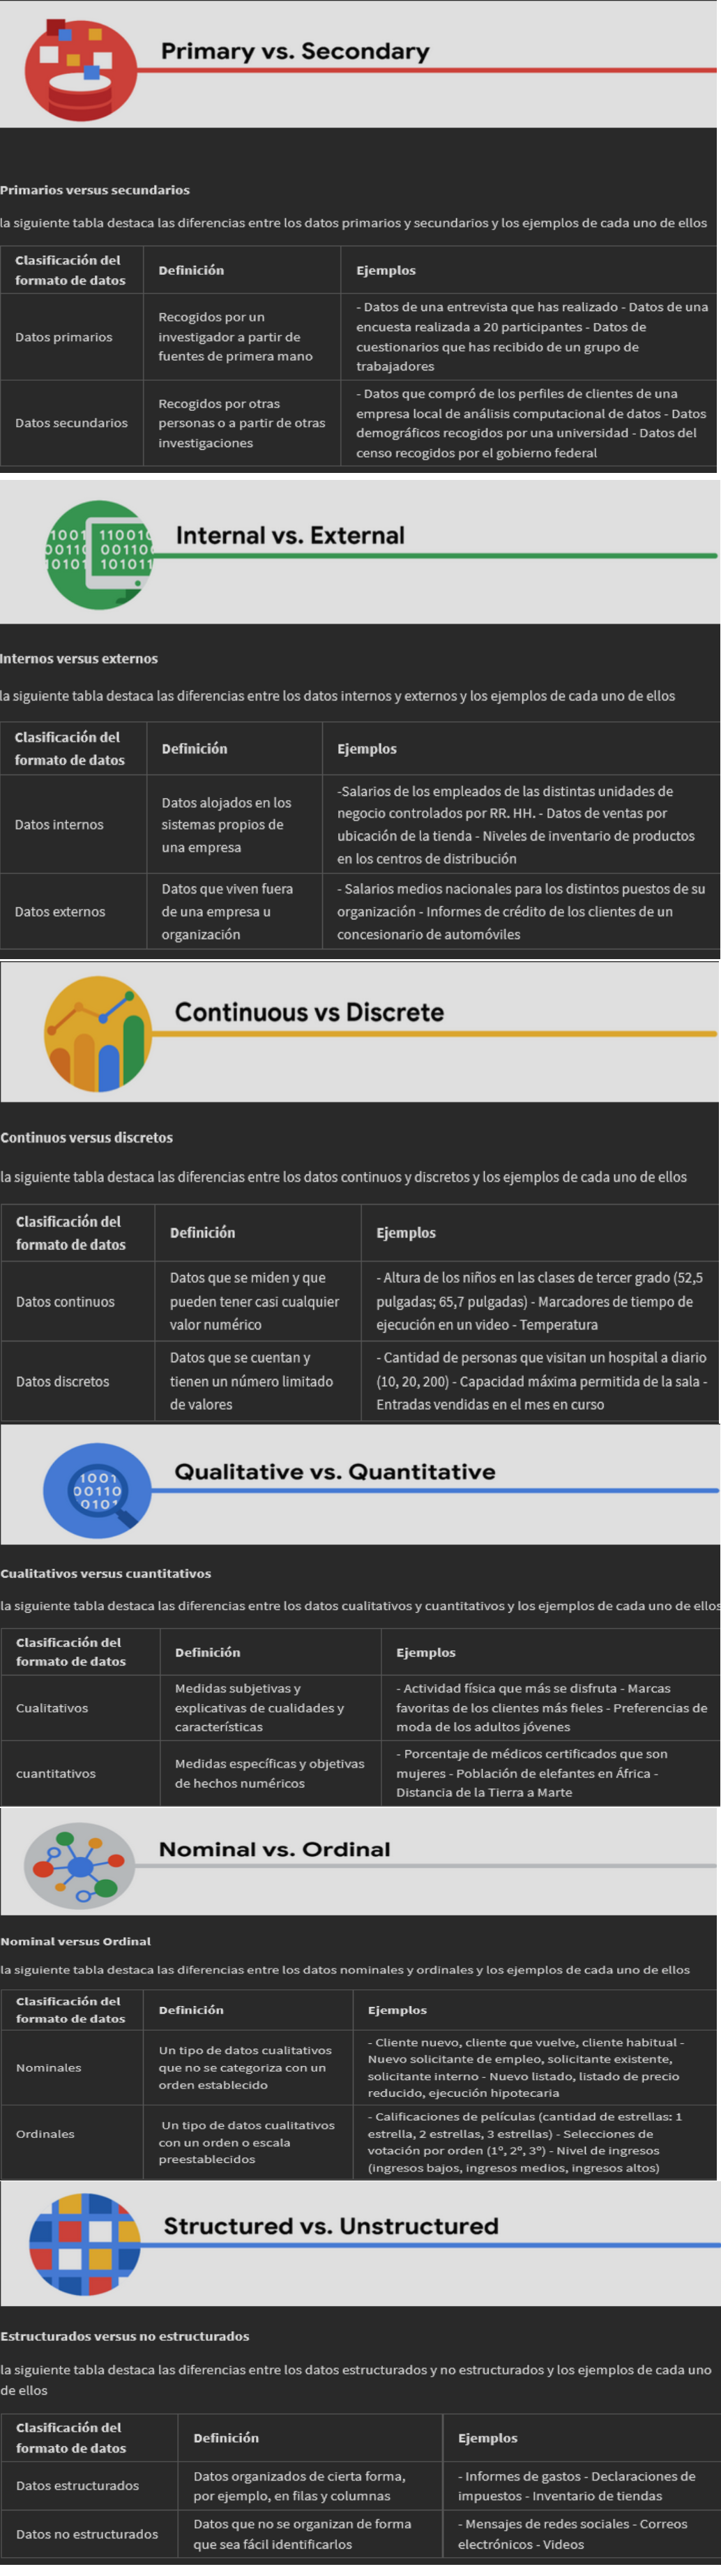 Primary vs. Secondary
Primarios versus secundarios
la siguiente tabla destaca las diferencias entre los datos primarios y secundarios y los ejemplos de cada uno de ellos
Clasificación del
formato de datos
Definición
Ejemplos
Datos primarios
Recogidos por un
investigador a partir de
fuentes de primera mano
- Datos de una entrevista que has realizado - Datos de una
encuesta realizada a 20 participantes - Datos de
cuestionarios que has recibido de un grupo de
trabajadores
Datos secundarios
Recogidos por otras
personas o a partir de otras
investigaciones
- Datos que compró de los perfiles de clientes de una
empresa local de análisis computacional de datos - Datos
demográficos recogidos por una universidad - Datos del
censo recogidos por el gobierno federal
1001 11001
00110 00110
10101 101011
Internal vs. External
Internos versus externos
la siguiente tabla destaca las diferencias entre los datos internos y externos y los ejemplos de cada uno de ellos
Clasificación del
formato de datos
Definición
Ejemplos
Datos internos
Datos alojados en los
sistemas propios de
una empresa
-Salarios de los empleados de las distintas unidades de
negocio controlados por RR. HH. - Datos de ventas por
ubicación de la tienda - Niveles de inventario de productos
en los centros de distribución
Datos externos
Datos que viven fuera
de una empresa u
organización
- Salarios medios nacionales para los distintos puestos de su
organización - Informes de crédito de los clientes de un
concesionario de automóviles
Continuous vs Discrete
Continuos versus discretos
la siguiente tabla destaca las diferencias entre los datos continuos y discretos y los ejemplos de cada uno de ellos
Clasificación del
formato de datos
Definición
Ejemplos
Datos continuos
Datos que se miden y que
pueden tener casi cualquier
valor numérico
- Altura de los niños en las clases de tercer grado (52,5
pulgadas; 65,7 pulgadas) - Marcadores de tiempo de
ejecución en un video - Temperatura
Datos discretos
Datos que se cuentan y
tienen un número limitado
de valores
- Cantidad de personas que visitan un hospital a diario
(10, 20, 200) - Capacidad máxima permitida de la sala -
Entradas vendidas en el mes en curso
1001
00110
0101
Qualitative vs. Quantitative
Cualitativos versus cuantitativos
la siguiente tabla destaca las diferencias entre los datos cualitativos y cuantitativos y los ejemplos de cada uno de ellos
Clasificación del
formato de datos
Definición
Ejemplos
Cualitativos
Medidas subjetivas y
explicativas de cualidades y
características
- Actividad física que más se disfruta - Marcas
favoritas de los clientes más fieles - Preferencias de
moda de los adultos jóvenes
cuantitativos
Medidas específicas y objetivas
de hechos numéricos
- Porcentaje de médicos certificados que son
mujeres - Población de elefantes en África -
Distancia de la Tierra a Marte
Nominal vs. Ordinal
Nominal versus Ordinal
la siguiente tabla destaca las diferencias entre los datos nominales y ordinales y los ejemplos de cada uno de ellos
Clasificación del
formato de datos
Definición
Ejemplos
Nominales
Un tipo de datos cualitativos
que no se categoriza con un
orden establecido
- Cliente nuevo, cliente que vuelve, cliente habitual -
Nuevo solicitante de empleo, solicitante existente,
solicitante interno - Nuevo listado, listado de precio
reducido, ejecución hipotecaria
Ordinales
Un tipo de datos cualitativos
con un orden o escala
preestablecidos
- Calificaciones de películas (cantidad de estrellas: 1
estrella, 2 estrellas, 3 estrellas) - Selecciones de
votación por orden (1º, 2º, 3º) - Nivel de ingresos
(ingresos bajos, ingresos medios, ingresos altos)
Structured vs. Unstructured
Estructurados versus no estructurados
la siguiente tabla destaca las diferencias entre los datos estructurados y no estructurados y los ejemplos de cada uno
de ellos
Clasificación del
formato de datos
Definición
Ejemplos
Datos estructurados
Datos organizados de cierta forma,
por ejemplo, en filas y columnas
- Informes de gastos - Declaraciones de
impuestos - Inventario de tiendas
Datos no estructurados
Datos que no se organizan de forma
que sea fácil identificarlos
- Mensajes de redes sociales - Correos
electrónicos - Videos